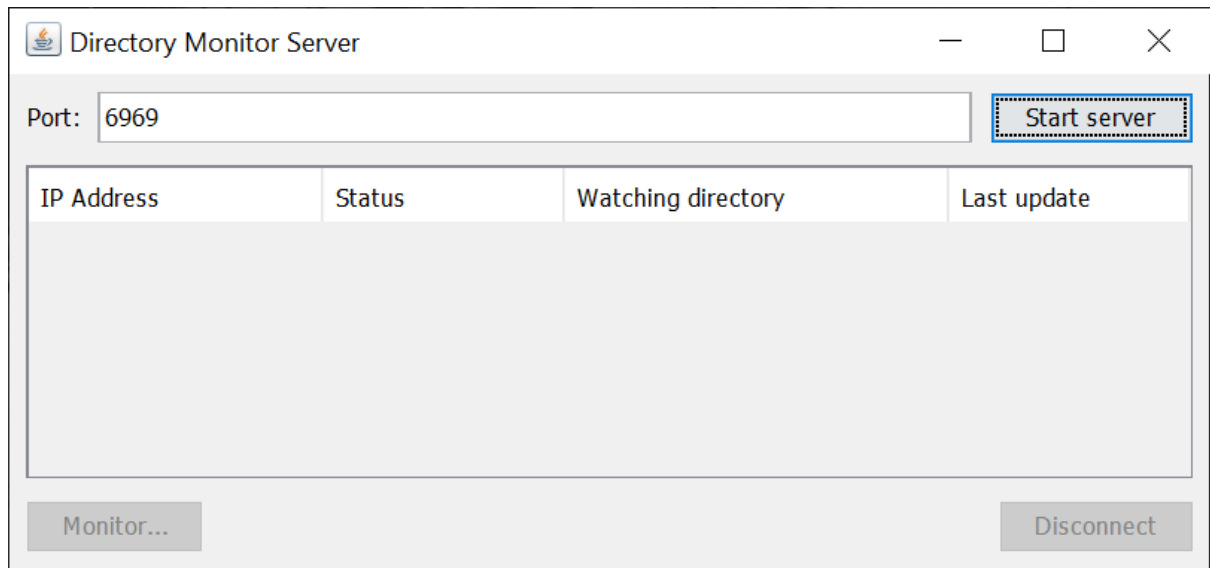 Directory Monitor Server
Port: 6969 Start server
IP Address Status Watching directory Last update
Monitor... Disconnect